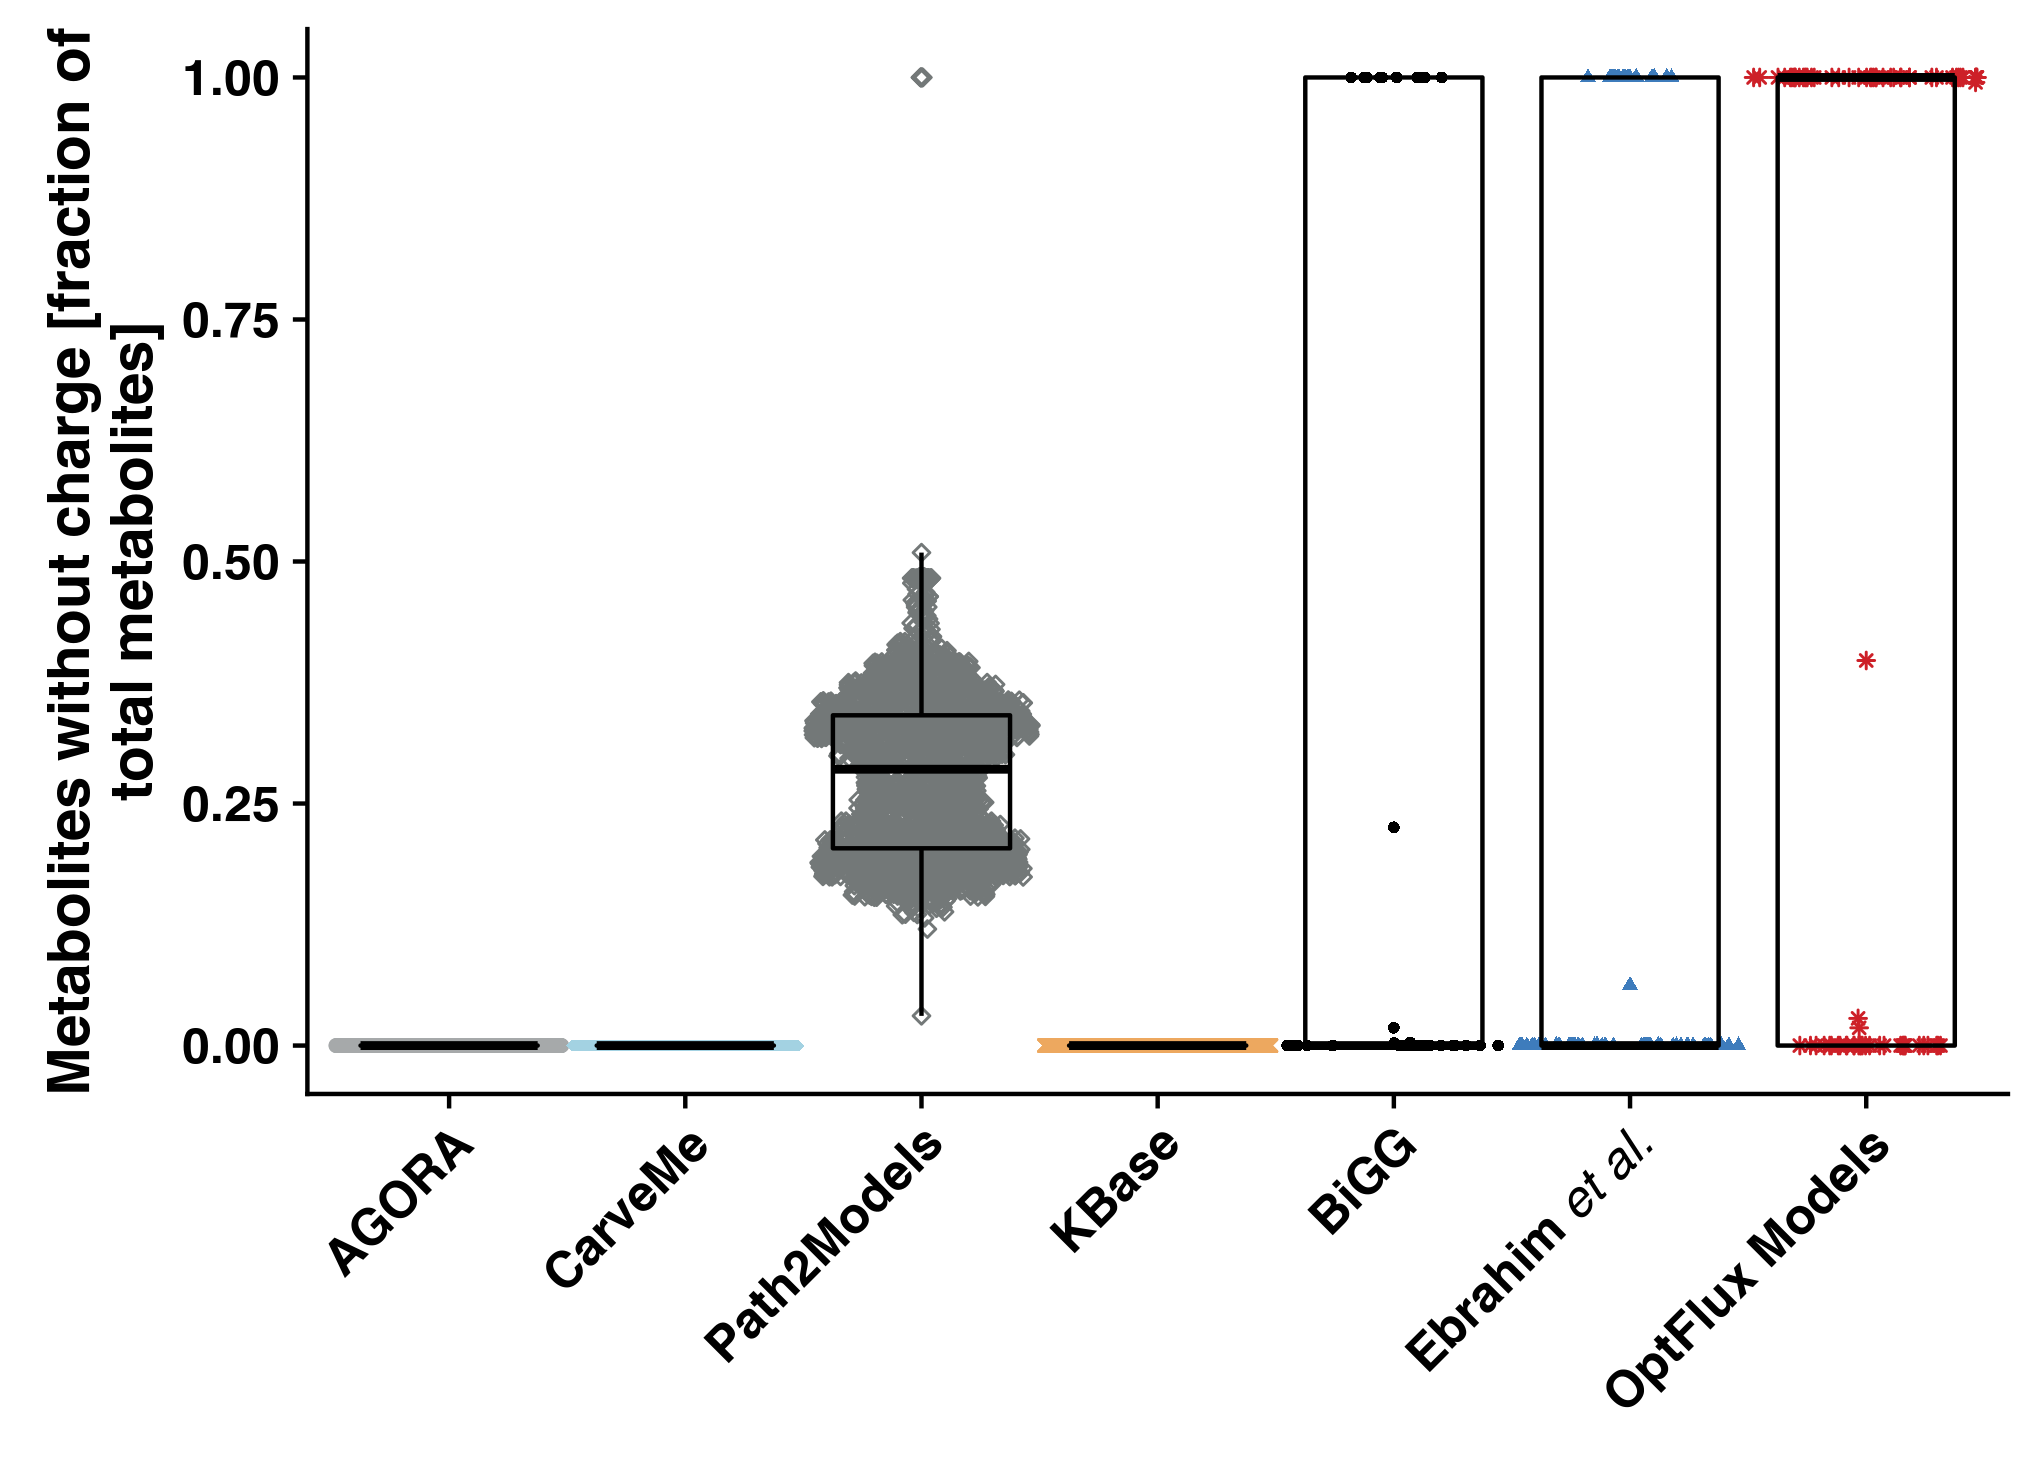 Metabolites without charge [fraction of
total metabolites]
1.00
0.75
0.50
0.25
0.00
AGORA
CarveMe
Path2Models
KBase
BiGG
Ebrahim et al.
OptFlux Models